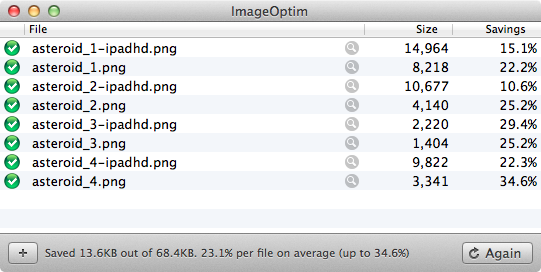 ImageOptim
File Size Savings
asteroid_1-ipadhd.png 14,964 15.1%
asteroid_1.png 8,218 22.2%
asteroid_2-ipadhd.png 10,677 10.6%
asteroid_2.png 4,140 25.2%
asteroid_3-ipadhd.png 2,220 29.4%
asteroid_3.png 1,404 25.2%
asteroid_4-ipadhd.png 9,822 22.3%
asteroid_4.png 3,341 34.6%
+ Saved 13.6KB out of 68.4KB. 23.1% per file on average (up to 34.6%) Again